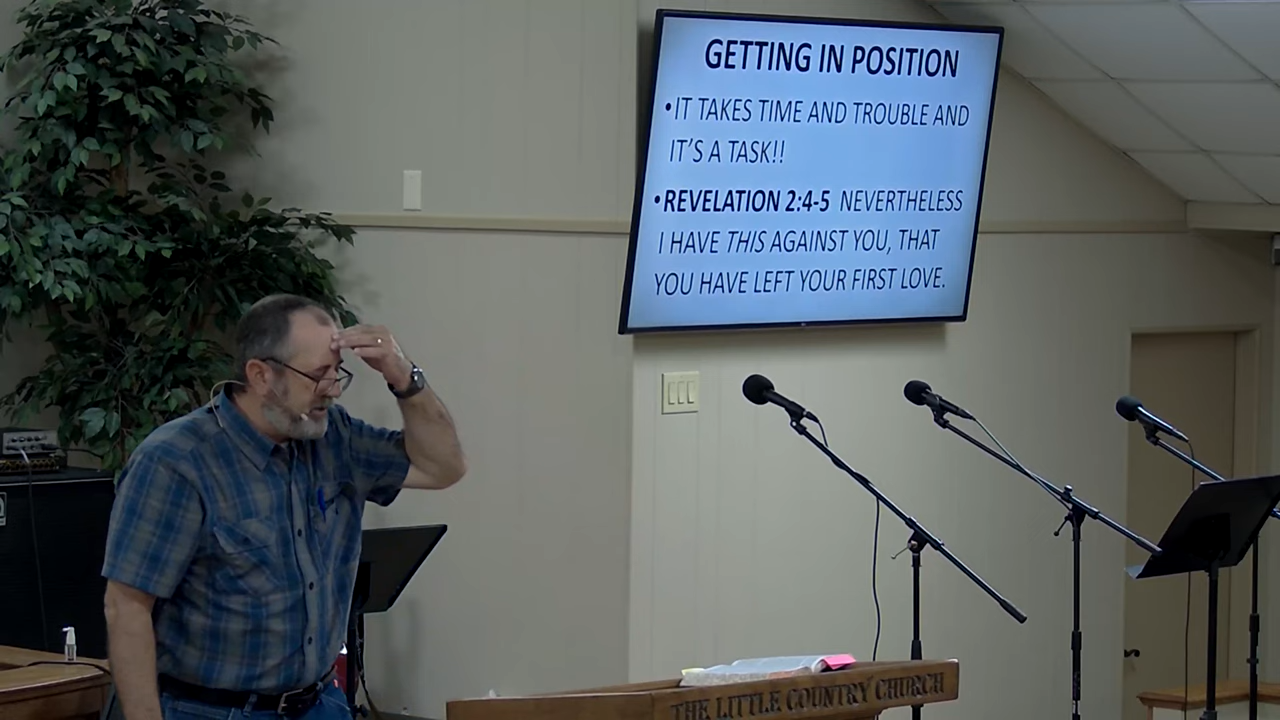 GETTING IN POSITION
•IT TAKES TIME AND TROUBLE AND
IT'S A TASK!!
•REVELATION 2:4-5 NEVERTHELESS
I HAVE THIS AGAINST YOU, THAT
YOU HAVE LEFT YOUR FIRST LOVE.
THE LITTLE COUNTRY CHURCH